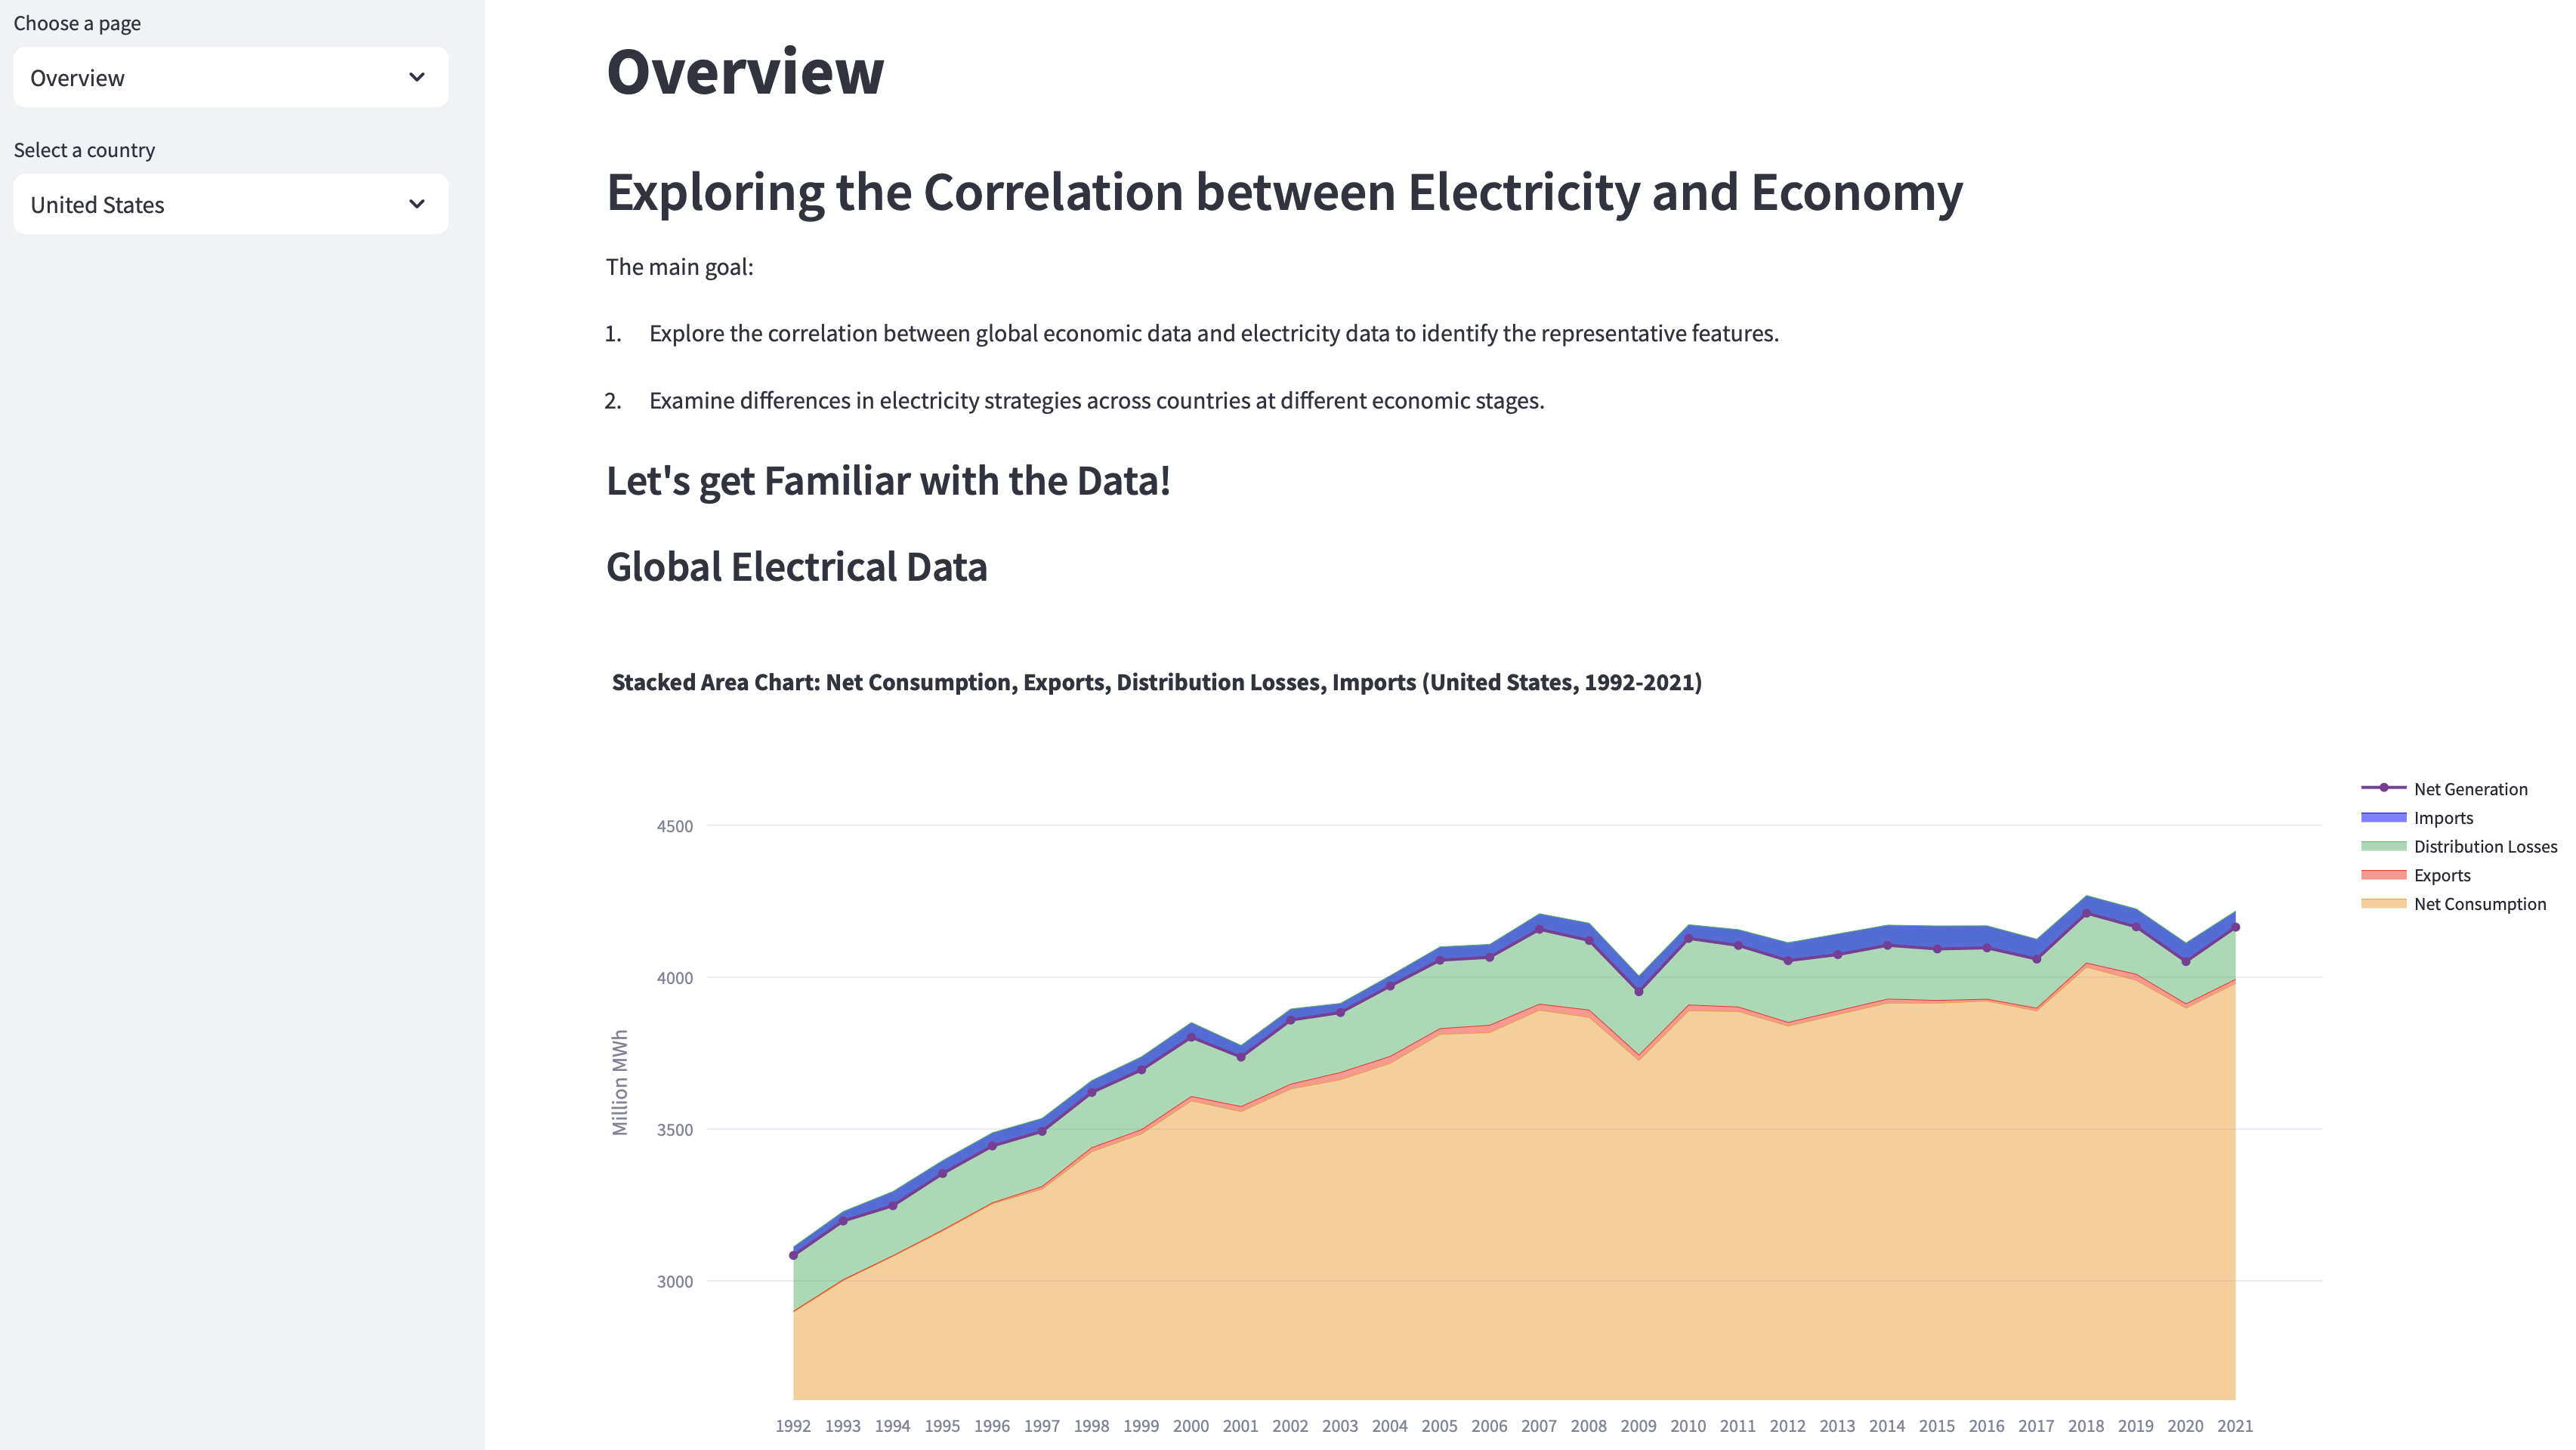 Choose a page
Overview
Select a country
United States
Overview
Exploring the Correlation between Electricity and Economy
The main goal:
1. Explore the correlation between global economic data and electricity data to identify the representative features.
2. Examine differences in electricity strategies across countries at different economic stages.
Let's get Familiar with the Data!
Global Electrical Data
Stacked Area Chart: Net Consumption, Exports, Distribution Losses, Imports (United States, 1992-2021)
Net Generation
Imports
Distribution Losses
Exports
Net Consumption
4500
4000
3500
3000
Million MWh
1992 1993 1994 1995 1996 1997 1998 1999 2000 2001 2002 2003 2004 2005 2006 2007 2008 2009 2010 2011 2012 2013 2014 2015 2016 2017 2018 2019 2020 2021